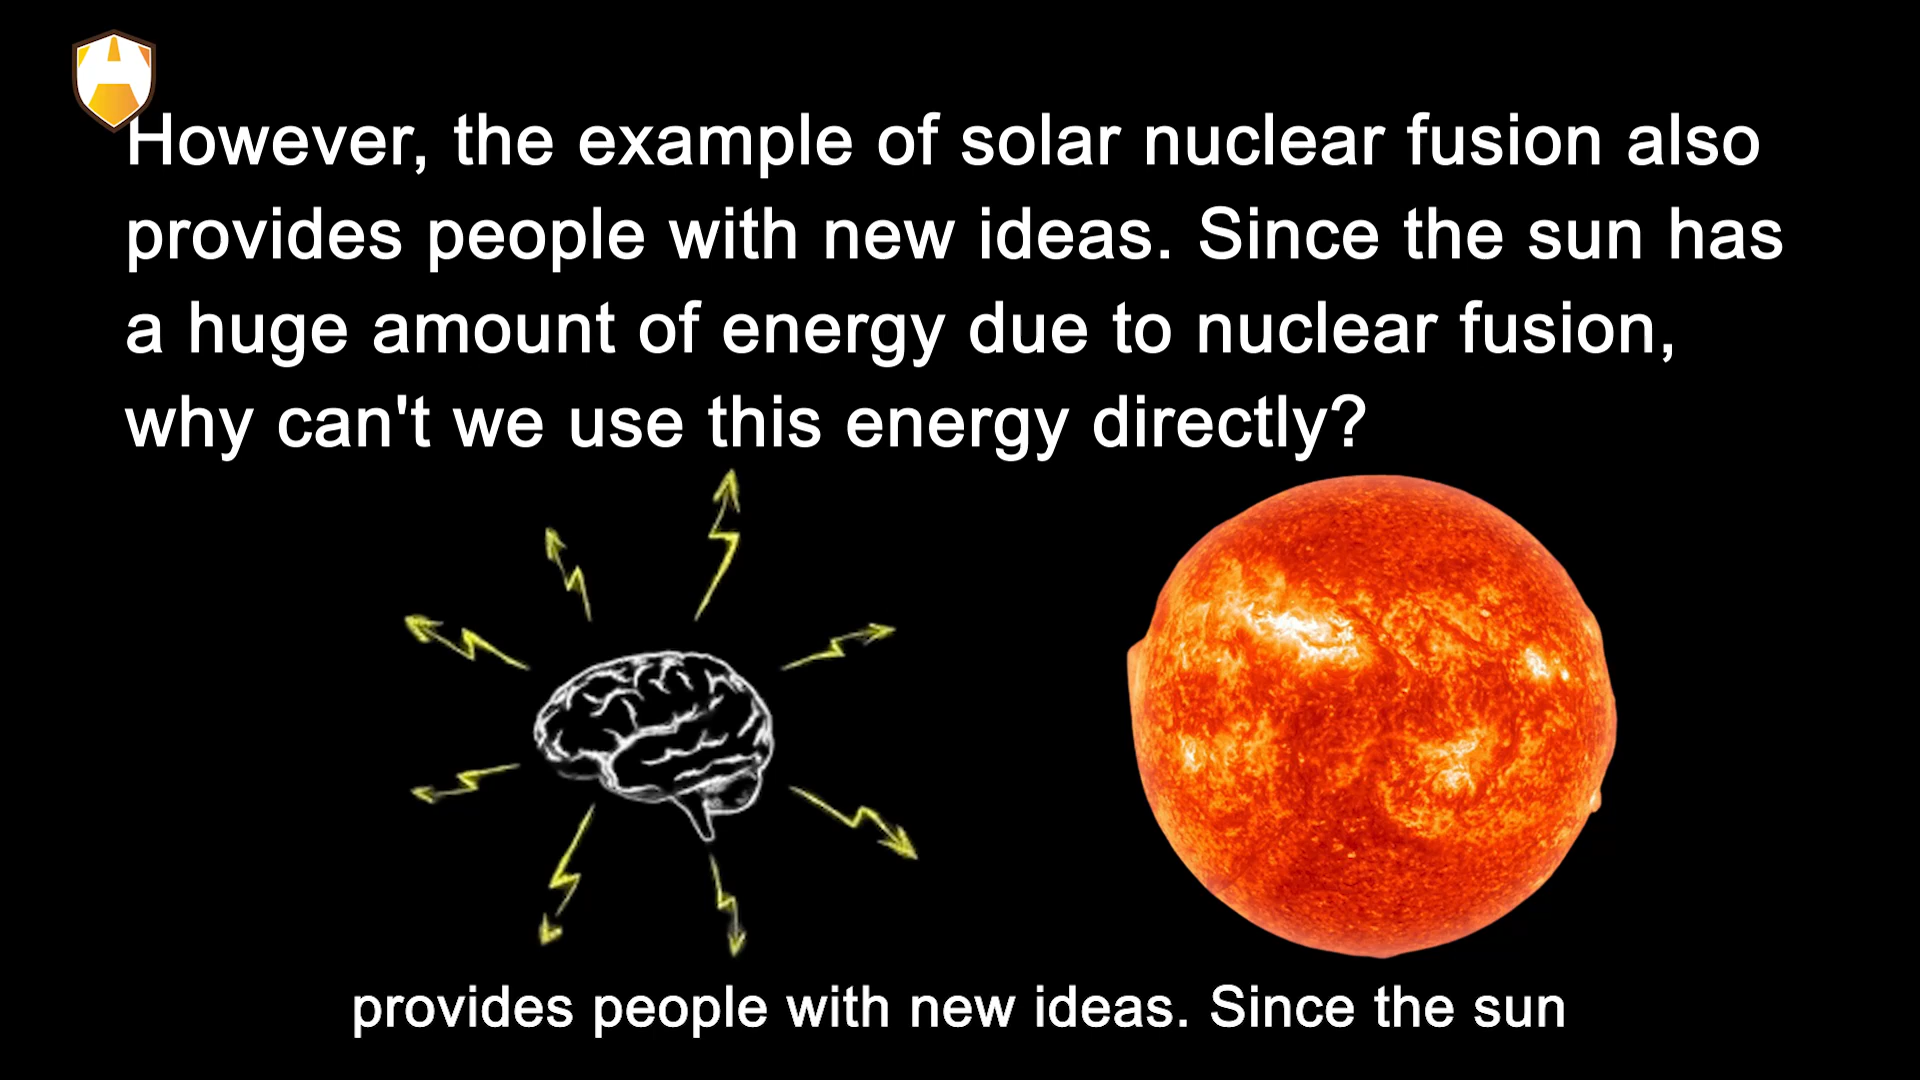 However, the example of solar nuclear fusion also
provides people with new ideas. Since the sun has
a huge amount of energy due to nuclear fusion,
why can't we use this energy directly?
provides people with new ideas. Since the sun